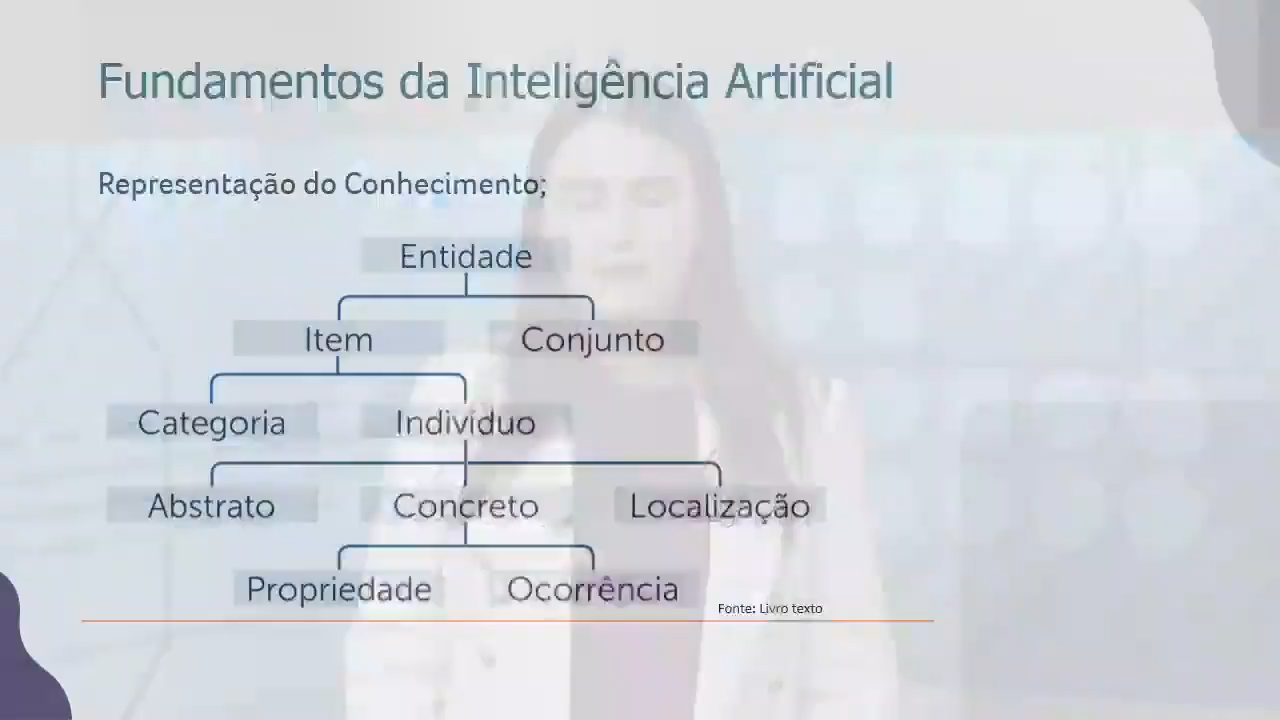 Fundamentos da Inteligência Artificial
Representação do Conhecimento;
Entidade
Item Conjunto
Categoria Indivíduo
Abstrato Concreto Localização
Propriedade Ocorrência
Fonte: Livro texto